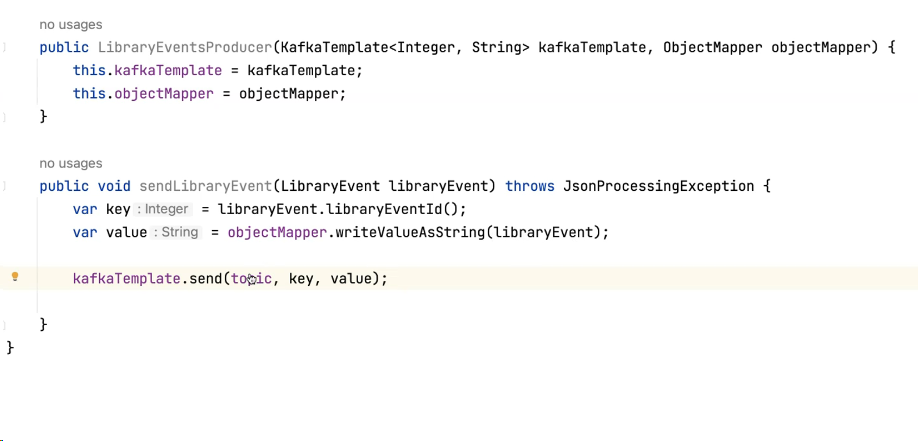 no usages
public LibraryEventsProducer(KafkaTemplate<Integer, String> kafkaTemplate, ObjectMapper objectMapper) {
this.kafkaTemplate = kafkaTemplate;
this.objectMapper = objectMapper;
}
no usages
public void sendLibraryEvent(LibraryEvent libraryEvent) throws JsonProcessingException {
var key : Integer = libraryEvent.libraryEventId();
var value : String = objectMapper.writeValueAsString(libraryEvent);
kafkaTemplate.send(topic, key, value);
}
}